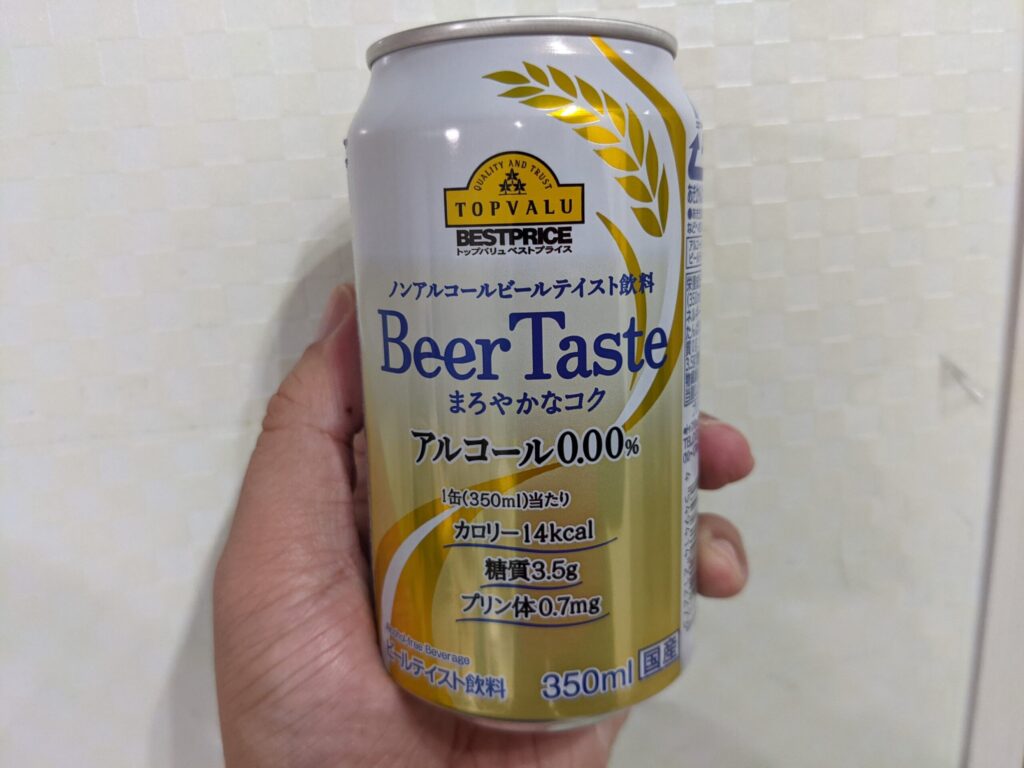 QUALITY AND TRUST
TOPVALU
BESTPRICE
トップバリュ ベストプライス
ノンアルコールビールテイスト飲料
Beer Taste
まろやかなコク
アルコール0.00%
1缶(350ml)当たり
カロリー14kcal
糖質3.5g
プリン体0.7mg
Alcohol-free Beverage
ビールテイスト飲料
350ml 国産